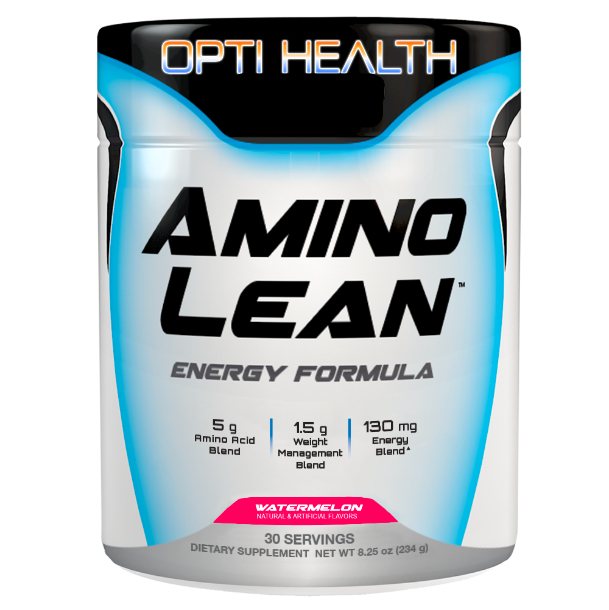 OPTI HEALTH
AMINO
LEAN™
ENERGY FORMULA
5 g
Amino Acid
Blend
1.5 g
Weight
Management
Blend
130 mg
Energy
Blend▲
WATERMELON
NATURAL & ARTIFICIAL FLAVORS
30 SERVINGS
DIETARY SUPPLEMENT NET WT 8.25 oz (234 g)